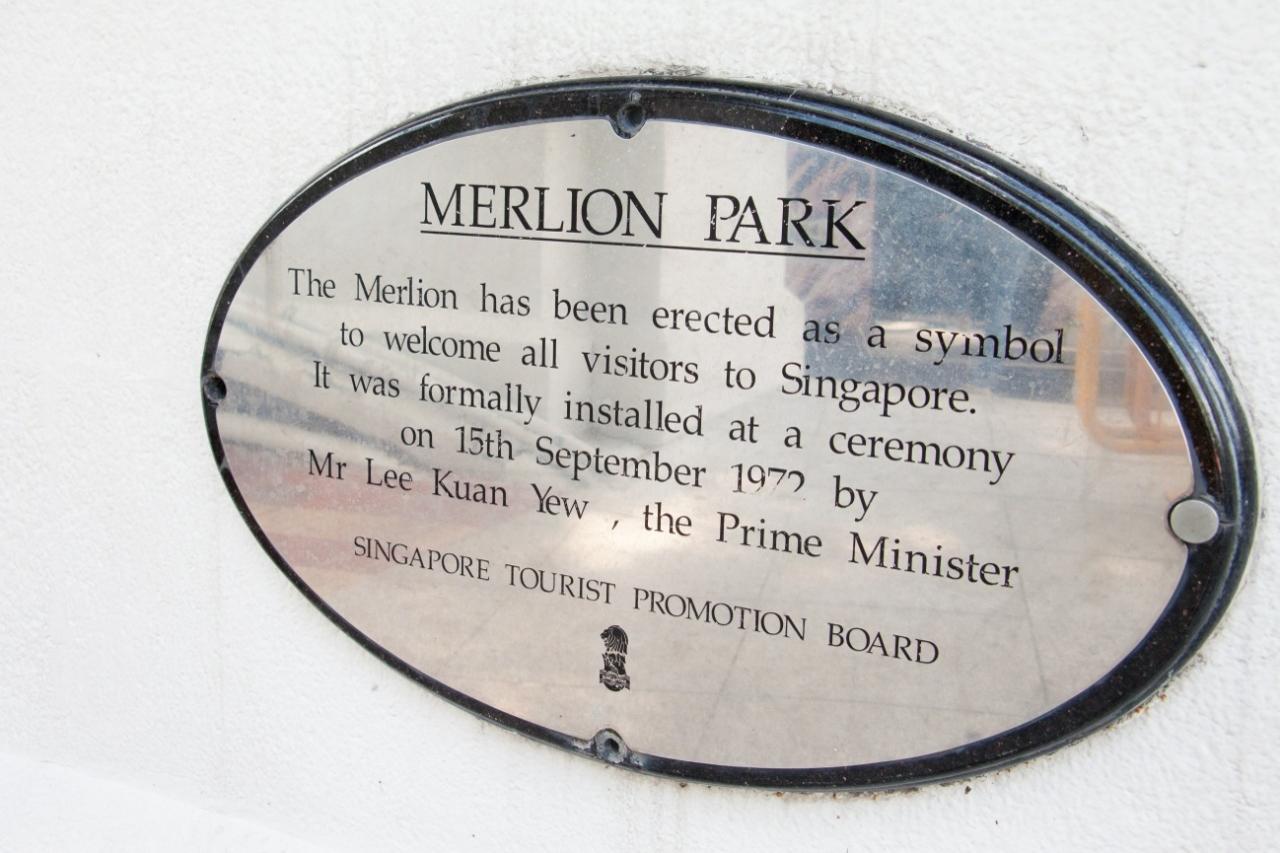 MERLION PARK
The Merlion has been erected as a symbol
to welcome all visitors to Singapore.
It was formally installed at a ceremony
on 15th September 1972 by
Mr Lee Kuan Yew , the Prime Minister
SINGAPORE TOURIST PROMOTION BOARD